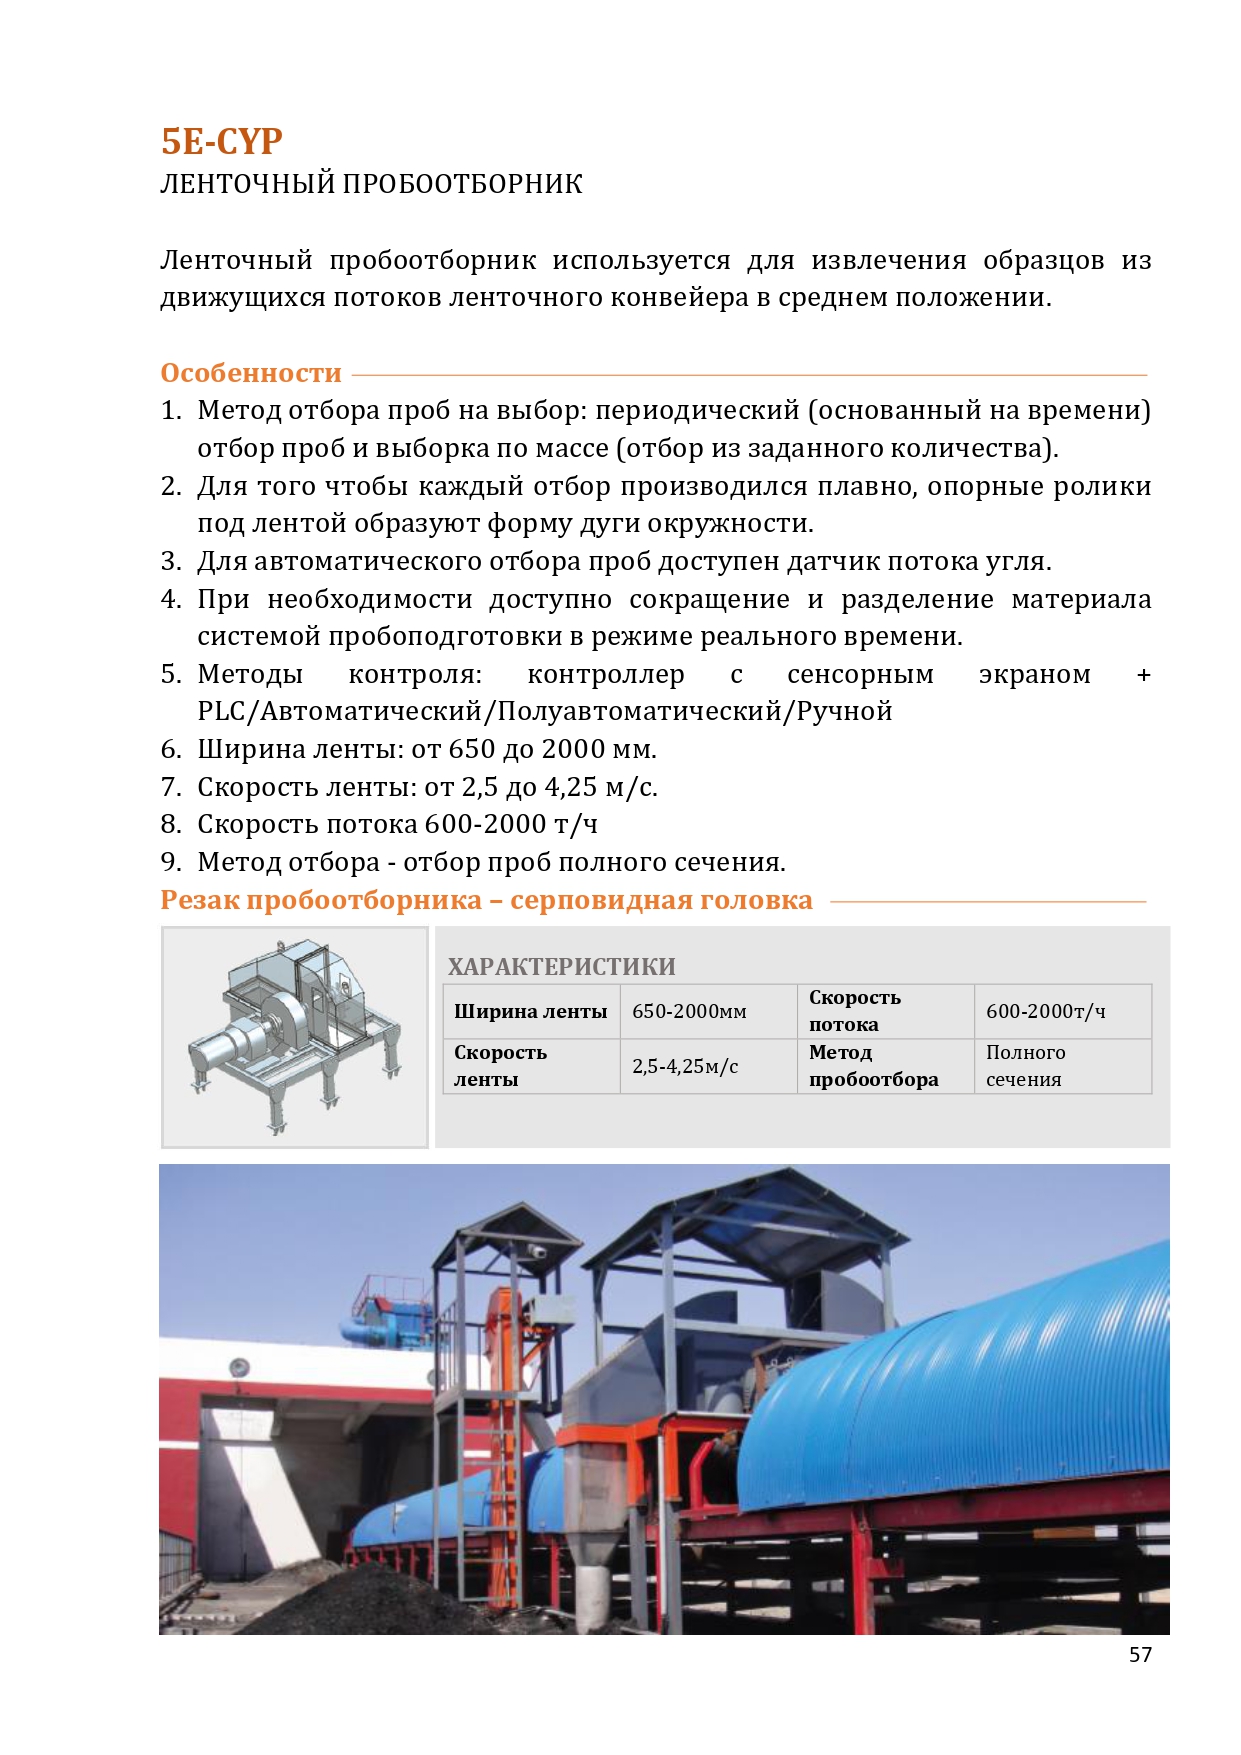 5E-CYP
ЛЕНТОЧНЫЙ ПРОБООТБОРНИК
Ленточный пробоотборник используется для извлечения образцов из
движущихся потоков ленточного конвейера в среднем положении.
Особенности
1. Метод отбора проб на выбор: периодический (основанный на времени)
отбор проб и выборка по массе (отбор из заданного количества).
2. Для того чтобы каждый отбор производился плавно, опорные ролики
под лентой образуют форму дуги окружности.
3. Для автоматического отбора проб доступен датчик потока угля.
4. При необходимости доступно сокращение и разделение материала
системой пробоподготовки в режиме реального времени.
5. Методы контроля: контроллер с сенсорным экраном +
PLC/Автоматический/Полуавтоматический/Ручной
6. Ширина ленты: от 650 до 2000 мм.
7. Скорость ленты: от 2,5 до 4,25 м/с.
8. Скорость потока 600-2000 т/ч
9. Метод отбора - отбор проб полного сечения.
Резак пробоотборника – серповидная головка
ХАРАКТЕРИСТИКИ
Ширина ленты 650-2000мм Скорость потока 600-2000т/ч
Скорость ленты 2,5-4,25м/с Метод пробоотбора Полного сечения
57